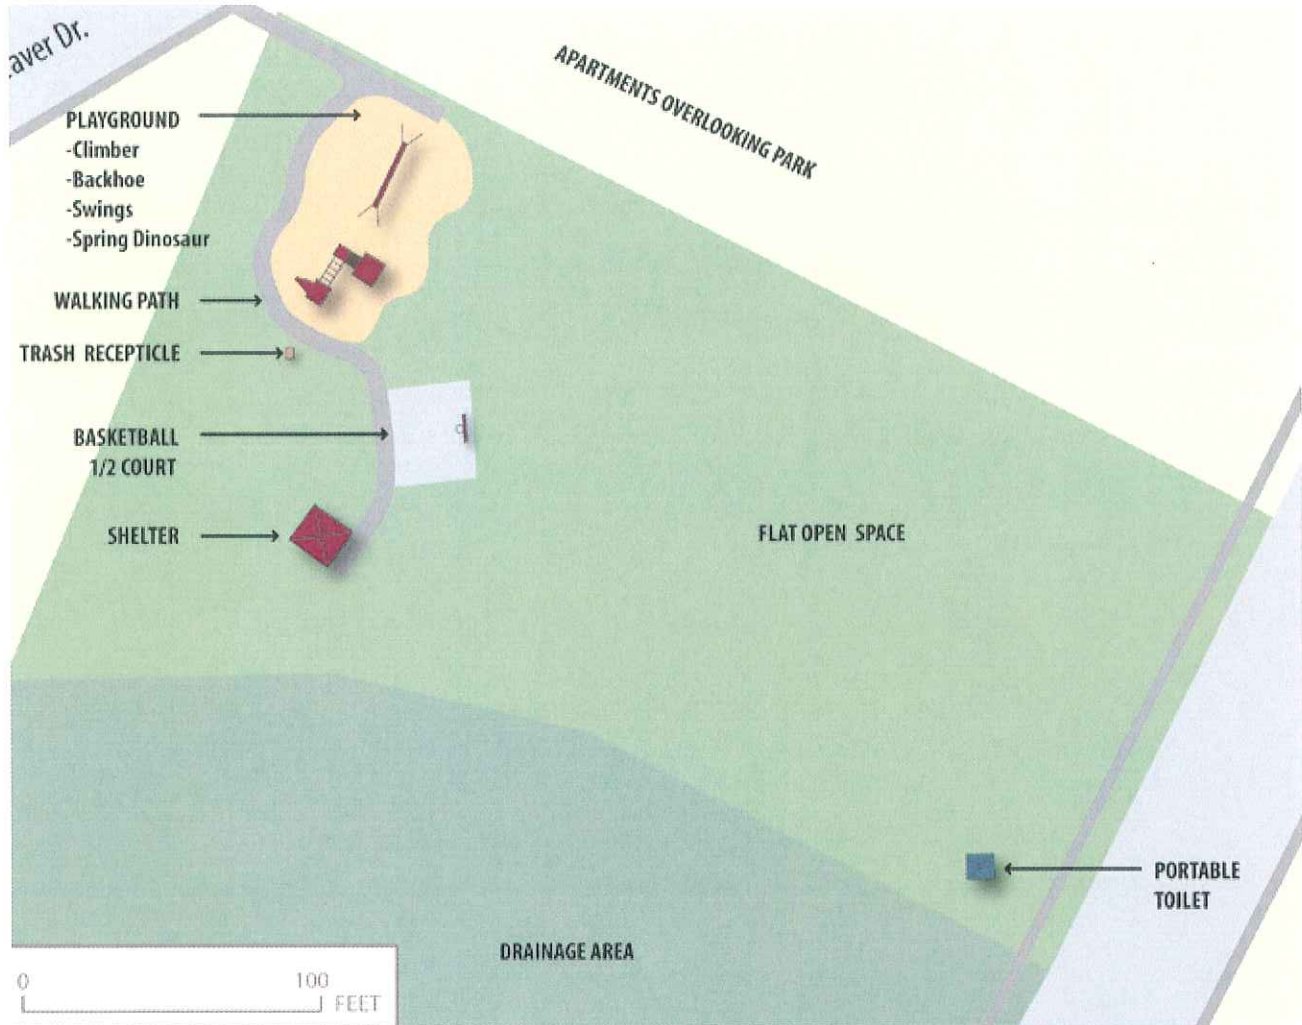 Dr.
APARTMENTS OVERLOOKING PARK
PLAYGROUND
-Climber
-Backhoe
-Swings
-Spring Dinosaur
WALKING PATH
TRASH RECEPTICLE
BASKETBALL
1/2 COURT
SHELTER
FLAT OPEN SPACE
PORTABLE
TOILET
DRAINAGE AREA
0 100
FEET